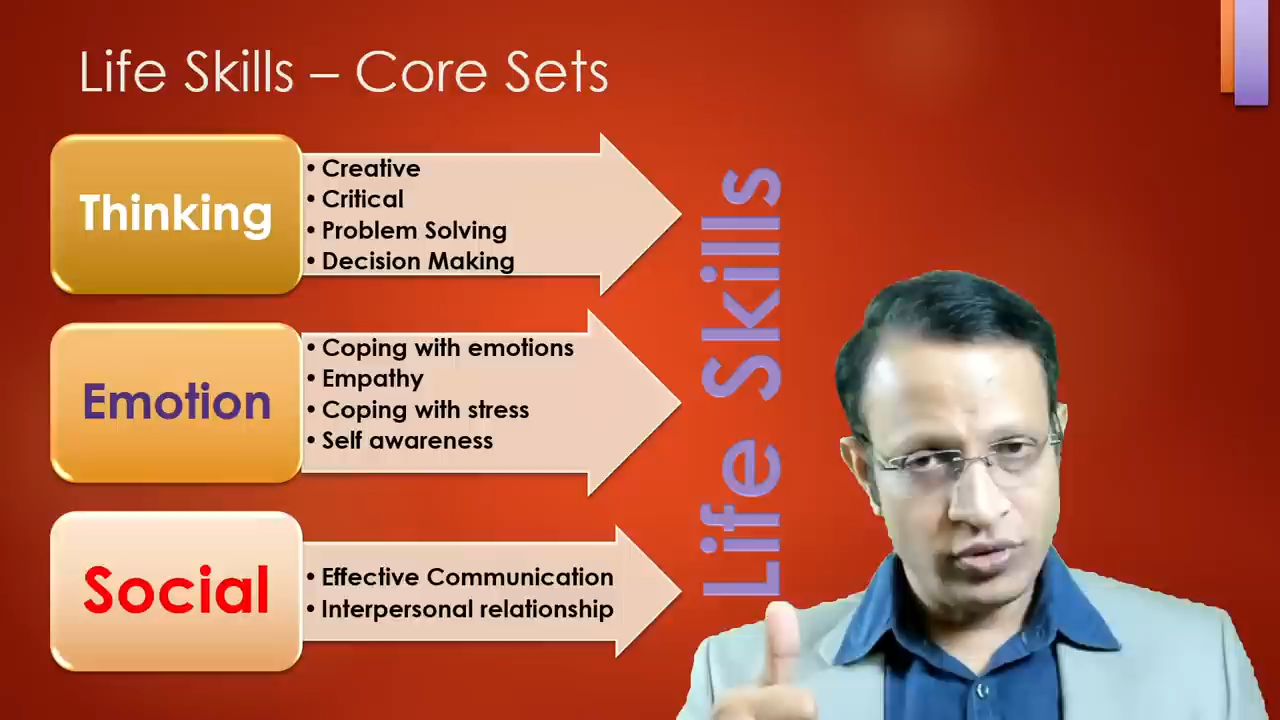 Life Skills – Core Sets
Thinking
• Creative
• Critical
• Problem Solving
• Decision Making
Emotion
• Coping with emotions
• Empathy
• Coping with stress
• Self awareness
Social
• Effective Communication
• Interpersonal relationship
Life Skills